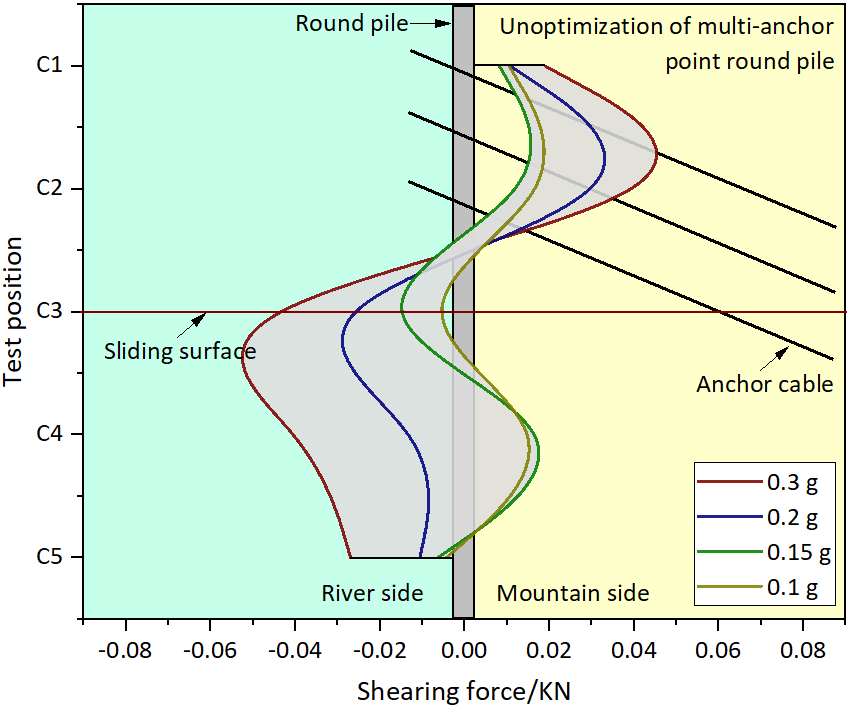 Round pile
Unoptimization of multi-anchor
point round pile
C1
C2
C3
C4
C5
Test position
Sliding surface
Anchor cable
0.3 g
0.2 g
0.15 g
0.1 g
River side
Mountain side
-0.08
-0.06
-0.04
-0.02
0.00
0.02
0.04
0.06
0.08
Shearing force/KN